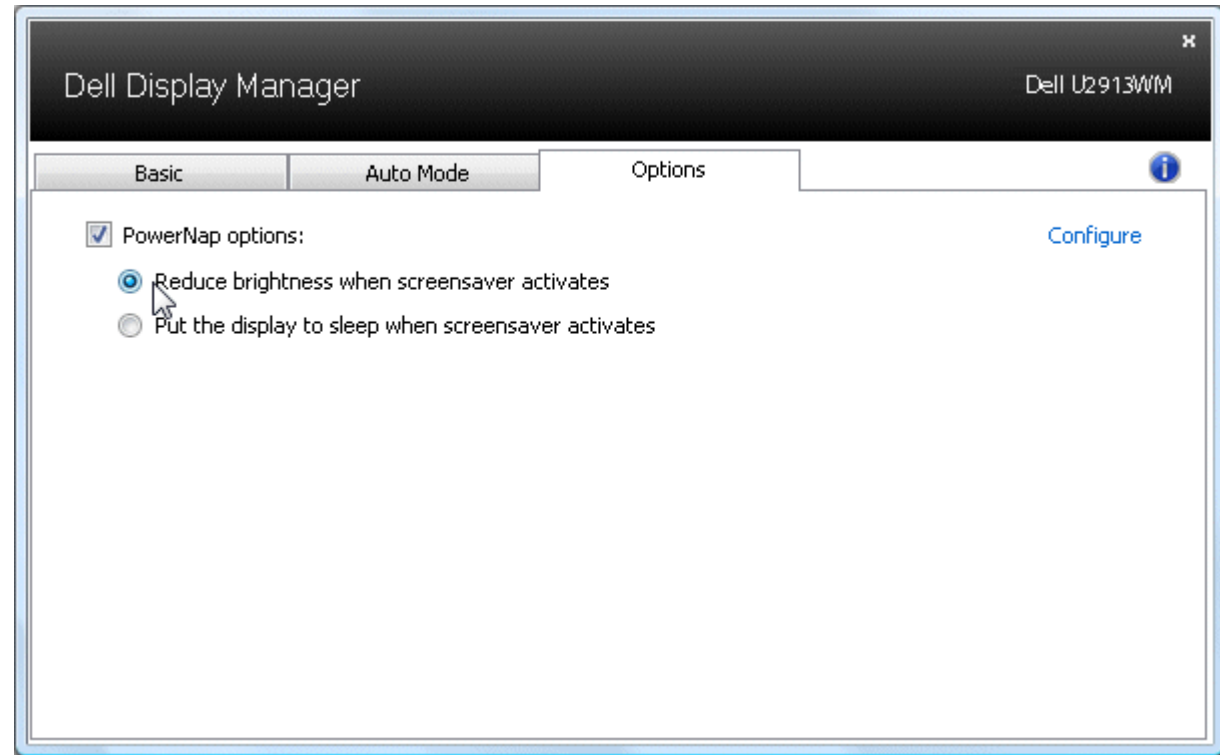 Dell Display Manager
Dell U2913WM
Basic
Auto Mode
Options
PowerNap options:
Configure
Reduce brightness when screensaver activates
Put the display to sleep when screensaver activates